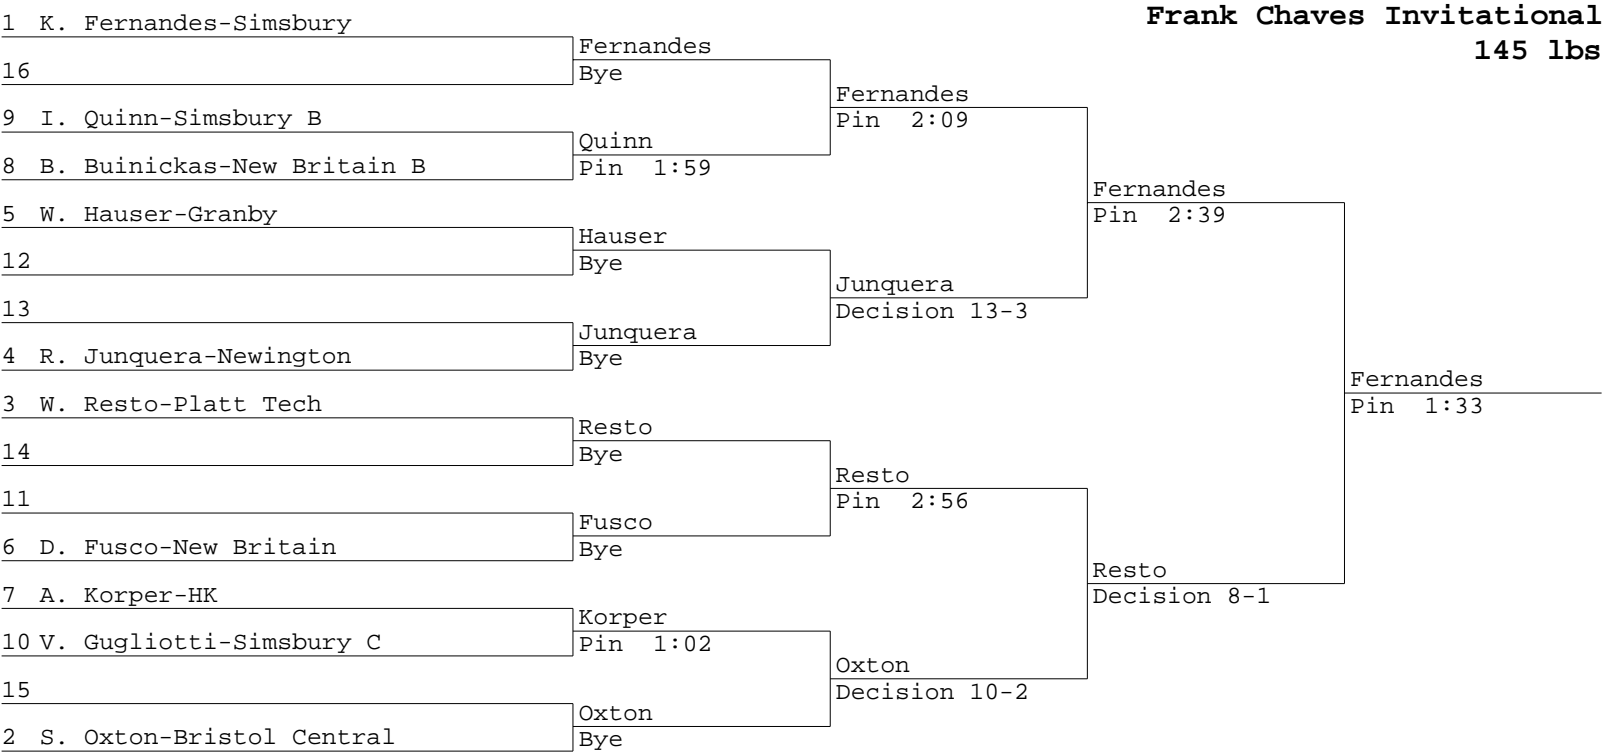 Frank Chaves Invitational
145 lbs
1 K. Fernandes-Simsbury
16
9 I. Quinn-Simsbury B
8 B. Buinickas-New Britain B
5 W. Hauser-Granby
12
13
4 R. Junquera-Newington
3 W. Resto-Platt Tech
14
11
6 D. Fusco-New Britain
7 A. Korper-HK
10 V. Gugliotti-Simsbury C
15
2 S. Oxton-Bristol Central
Fernandes
Bye
Quinn
Pin 1:59
Hauser
Bye
Junquera
Bye
Resto
Bye
Fusco
Bye
Korper
Pin 1:02
Oxton
Bye
Fernandes
Pin 2:09
Junquera
Decision 13-3
Resto
Pin 2:56
Oxton
Decision 10-2
Fernandes
Pin 2:39
Resto
Decision 8-1
Fernandes
Pin 1:33